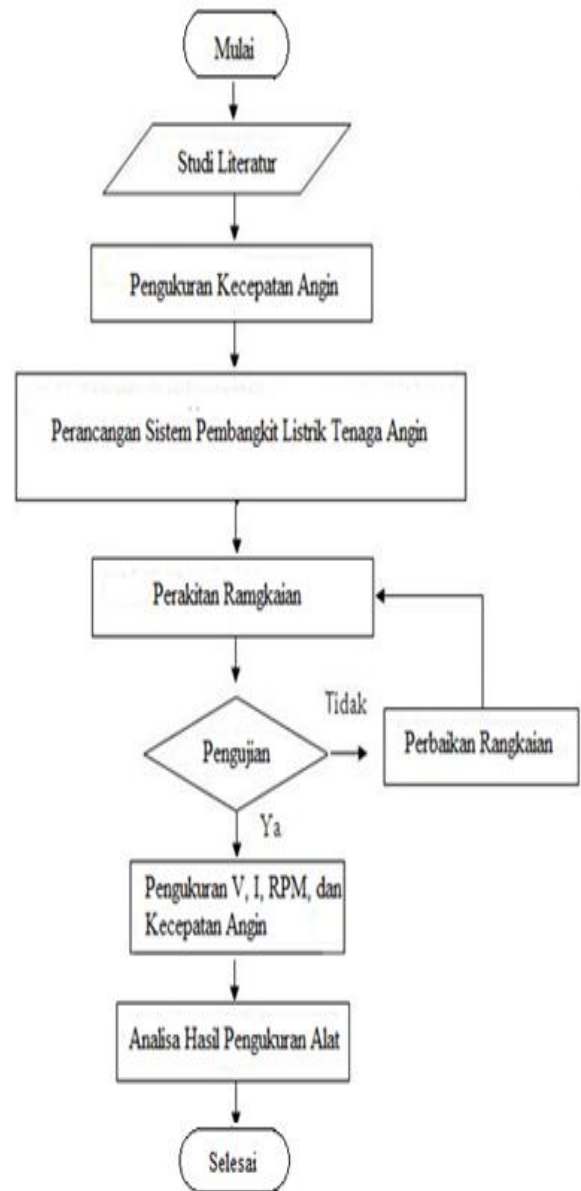 Mulai
Studi Literatur
Pengukuran Kecepatan Angin
Perancangan Sistem Pembangkit Listrik Tenaga Angin
Perakitan Ramgkaian
Tidak
Pengujian
Perbaikan Rangkaian
Ya
Pengukuran V, I, RPM, dan
Kecepatan Angin
Analisa Hasil Pengukuran Alat
Selesai